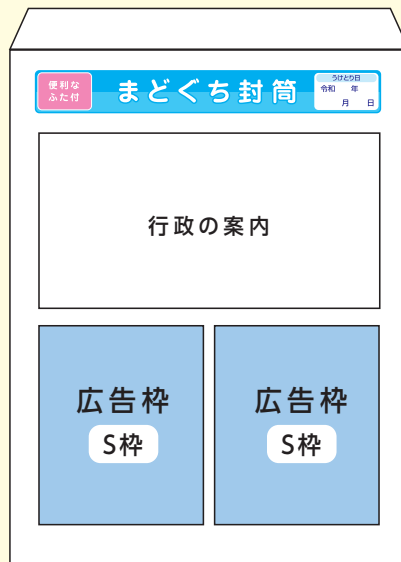 便利な
ふた付
まどぐち封筒
うけとり日
令和 年
月 日
行政の案内
広告枠
S枠
広告枠
S枠